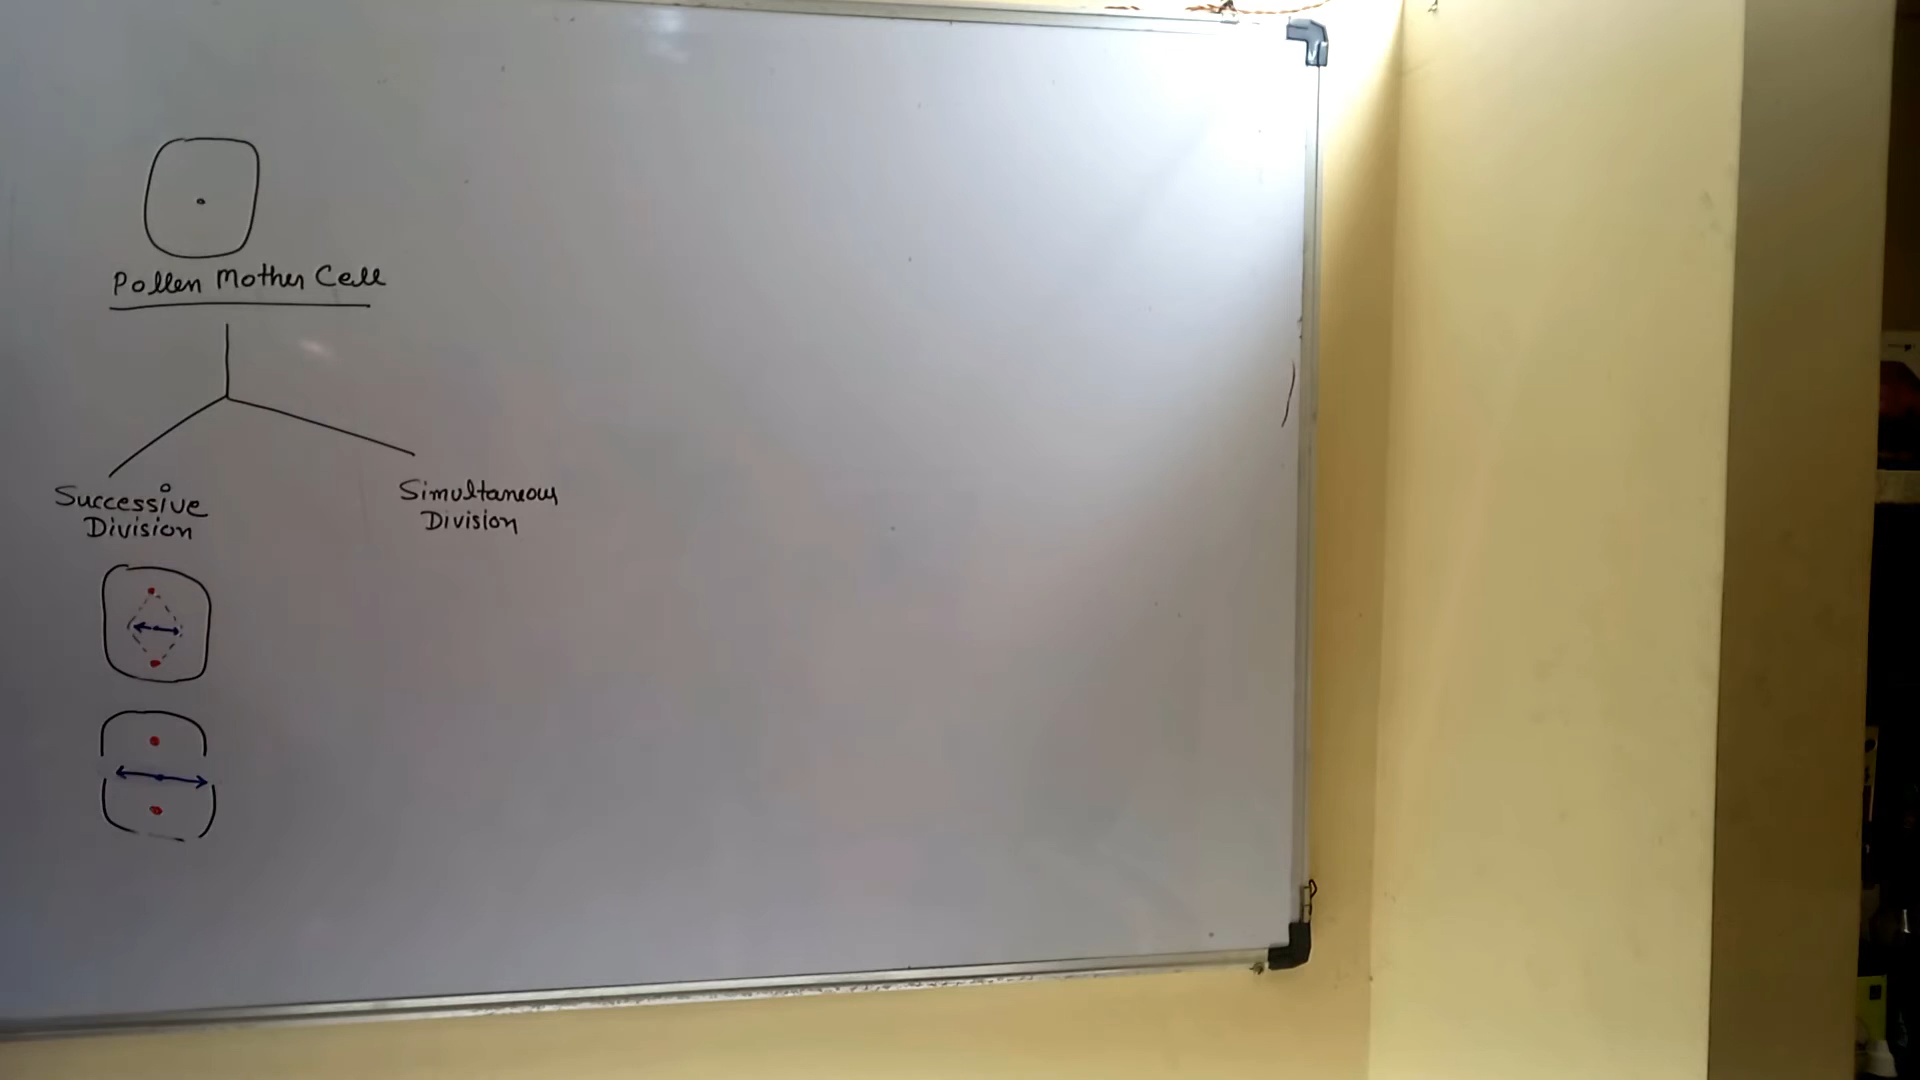 Pollen Mother Cell
Successive
Division
Simultaneous
Division